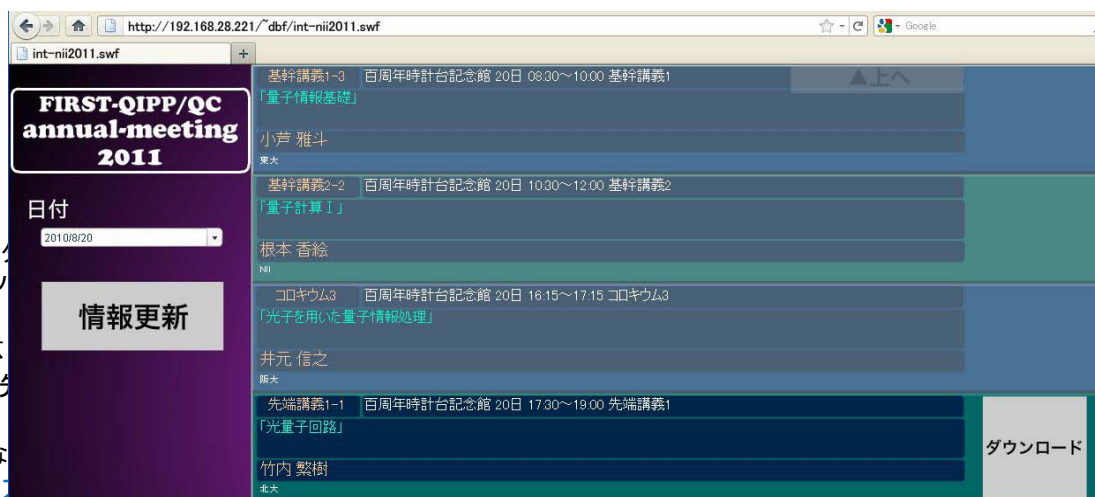 http://192.168.28.221/~dbf/int-nii2011.swf
Google
int-nii2011.swf
+
FIRST-QIPP/QC
annual-meeting
2011
日付
2010/8/20
情報更新
▲上へ
基幹講義1-3 百周年時計台記念館 20日 08:30~10:00 基幹講義1
「量子情報基礎」
小芦 雅斗
東大
基幹講義2-2 百周年時計台記念館 20日 10:30~12:00 基幹講義2
「量子計算Ⅰ」
根本 香絵
NII
コロキウム3 百周年時計台記念館 20日 16:15~17:15 コロキウム3
「光子を用いた量子情報処理」
井元 信之
阪大
先端講義1-1 百周年時計台記念館 20日 17:30~19:00 先端講義1
「光量子回路」
竹内 繁樹
北大
ダウンロード